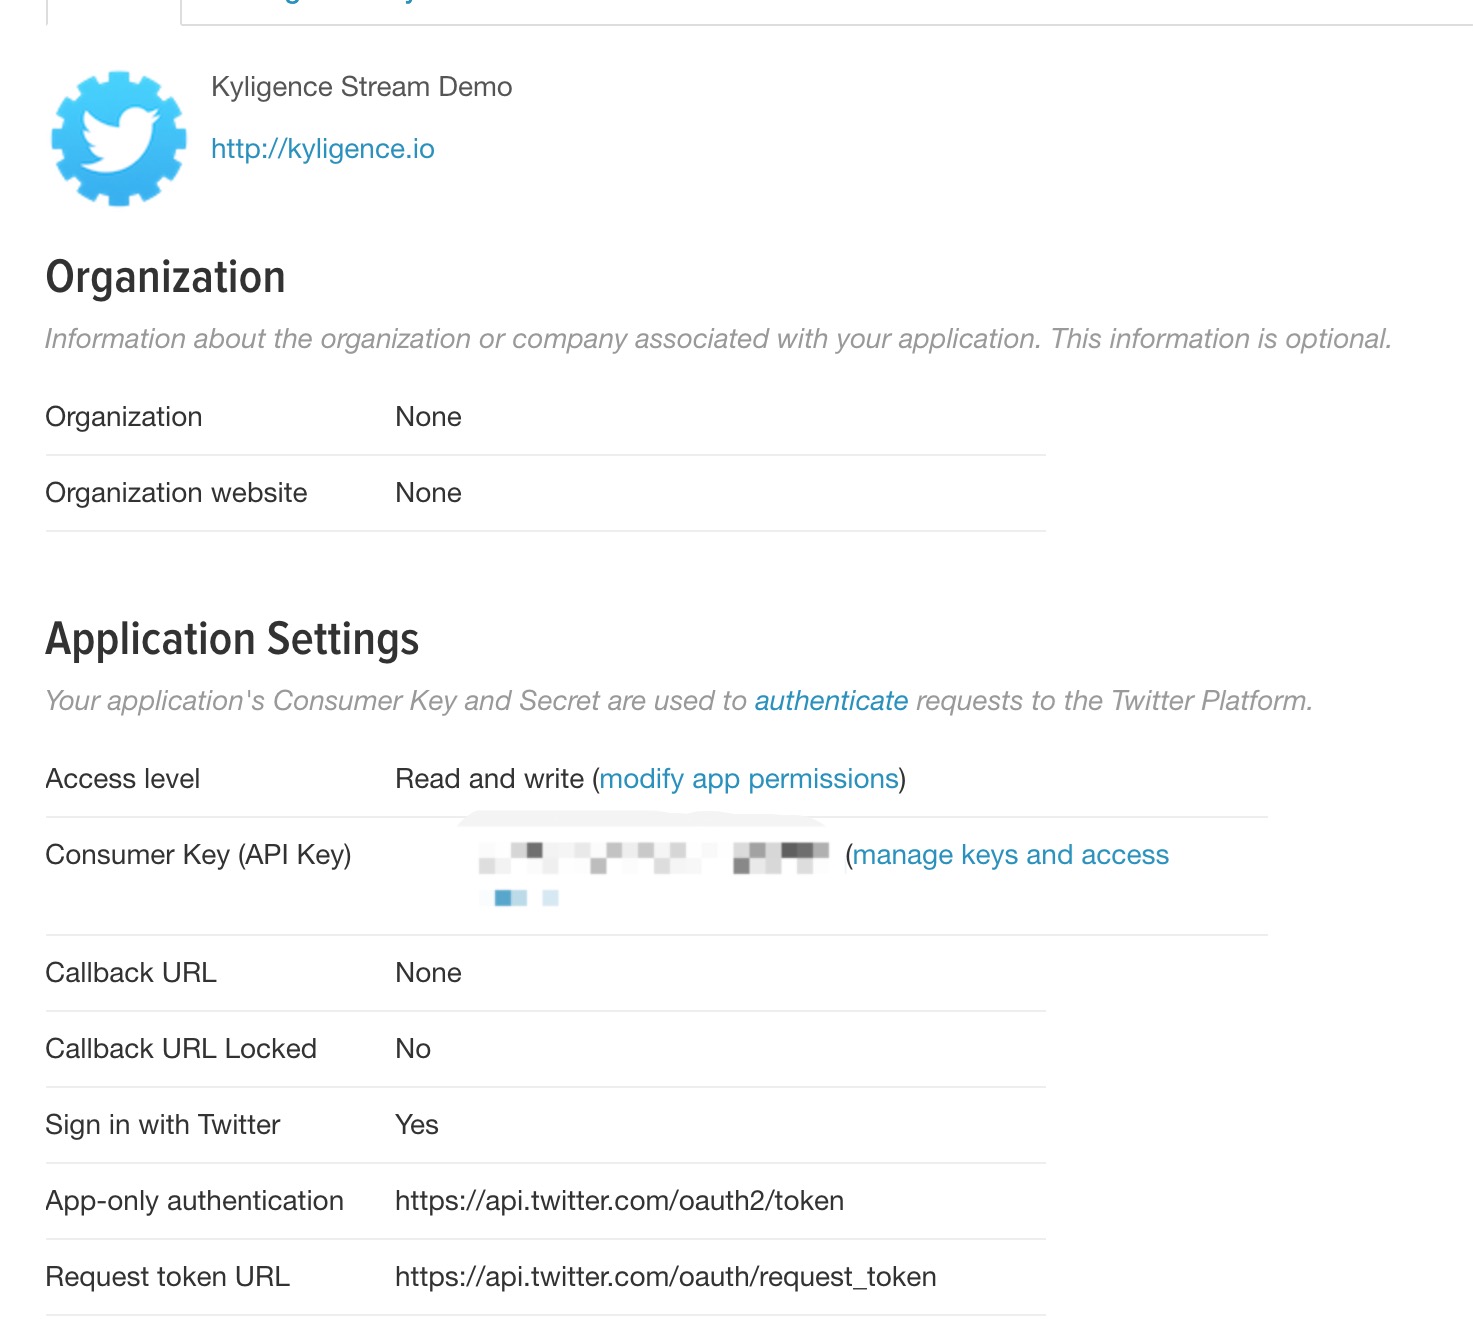 Kyligence Stream Demo
http://kyligence.io
Organization
Information about the organization or company associated with your application. This information is optional.
Organization None
Organization website None
Application Settings
Your application's Consumer Key and Secret are used to authenticate requests to the Twitter Platform.
Access level Read and write (modify app permissions)
Consumer Key (API Key) (manage keys and access
Callback URL None
Callback URL Locked No
Sign in with Twitter Yes
App-only authentication https://api.twitter.com/oauth2/token
Request token URL https://api.twitter.com/oauth/request_token